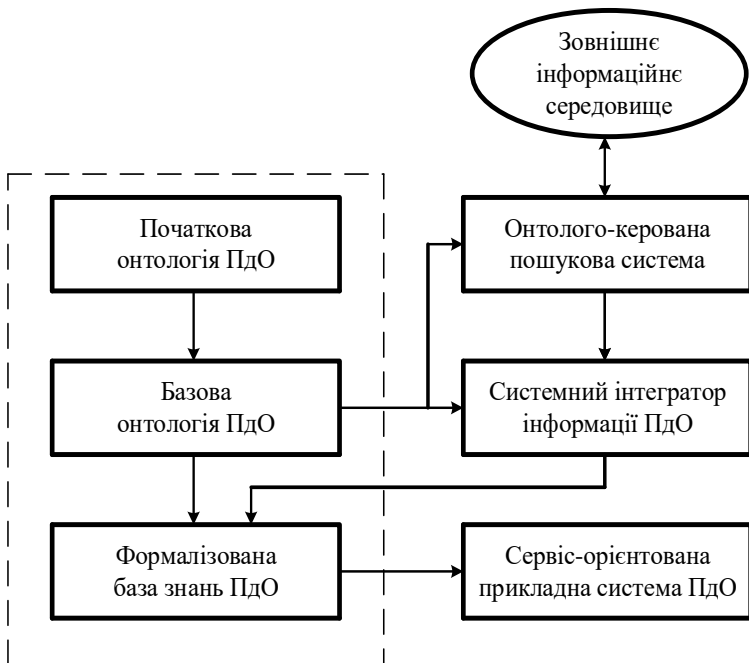 Зовнішнє
інформаційнє
середовище
Початкова
онтологія ПдО
Онтолого-керована
пошукова система
Базова
онтологія ПдО
Системний інтегратор
інформації ПдО
Формалізована
база знань ПдО
Сервіс-орієнтована
прикладна система ПдО